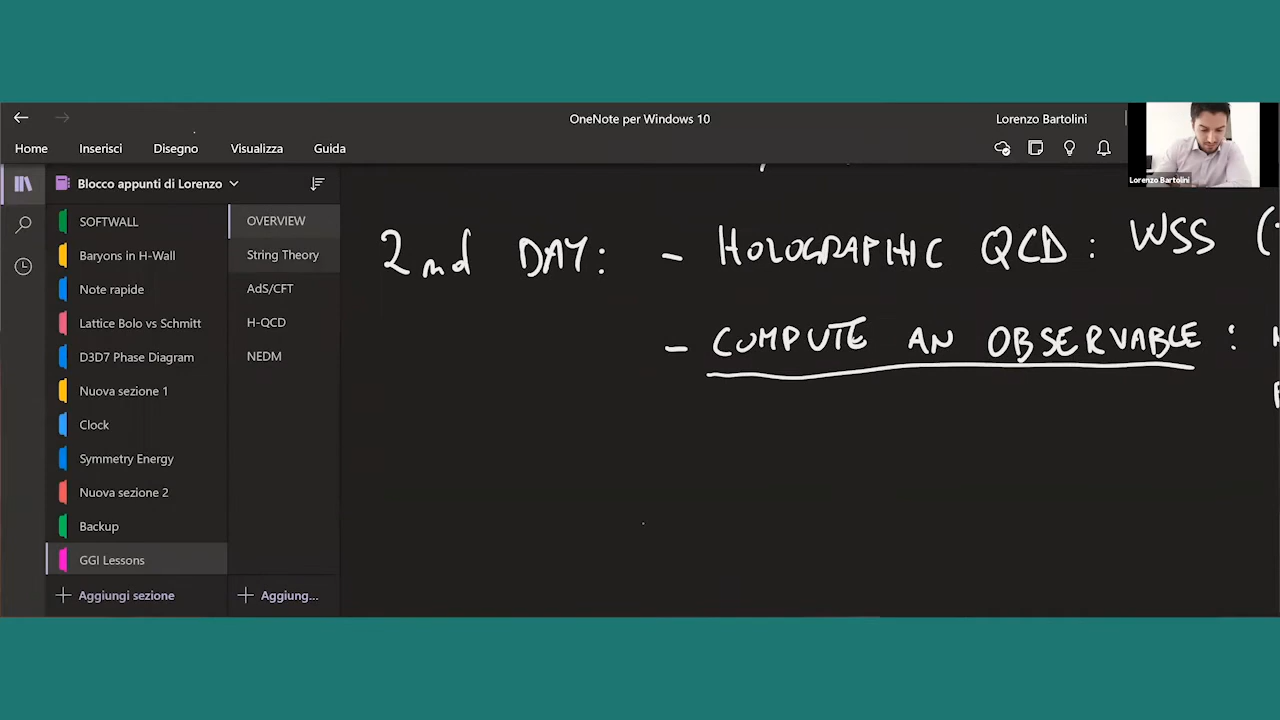 OneNote per Windows 10
Lorenzo Bartolini
Home Inserisci Disegno Visualizza Guida
Lorenzo Bartolini
Blocco appunti di Lorenzo
SOFTWALL
Baryons in H-Wall
Note rapide
Lattice Bolo vs Schmitt
D3D7 Phase Diagram
Nuova sezione 1
Clock
Symmetry Energy
Nuova sezione 2
Backup
GGI Lessons
Aggiungi sezione
OVERVIEW
String Theory
AdS/CFT
H-QCD
NEDM
Aggiung...
2nd DAY: - HOLOGRAPHIC QCD: WSS (
- COMPUTE AN OBSERVABLE :